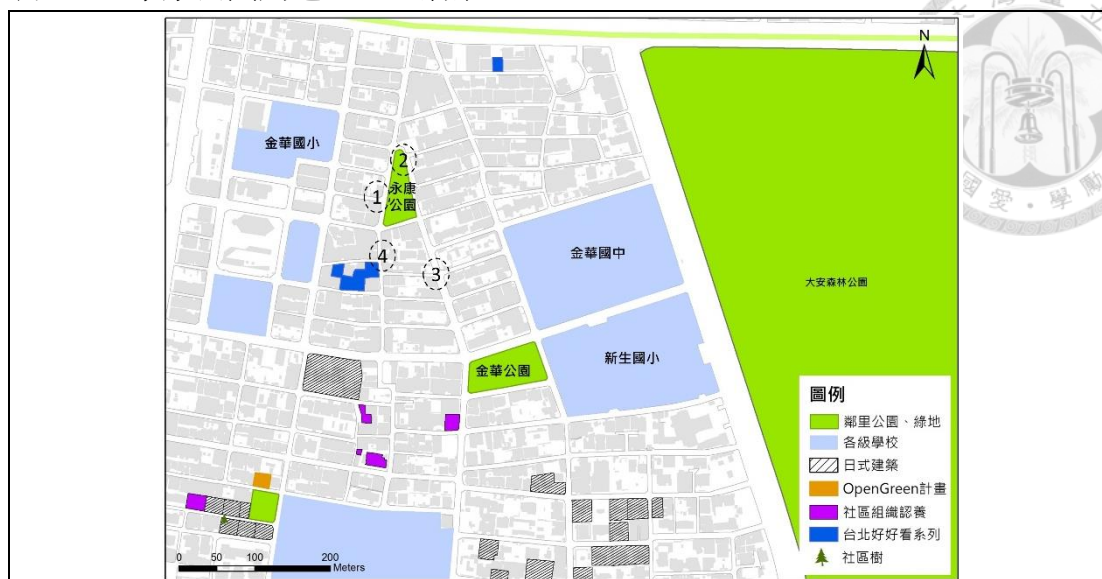 N
金華國小
2
1
永康
公園
4
3
金華國中
大安森林公園
新生國小
金華公園
圖例
鄰里公園、綠地
各級學校
日式建築
OpenGreen計畫
社區組織認養
台北好好看系列
社區樹
0 50 100 200
Meters